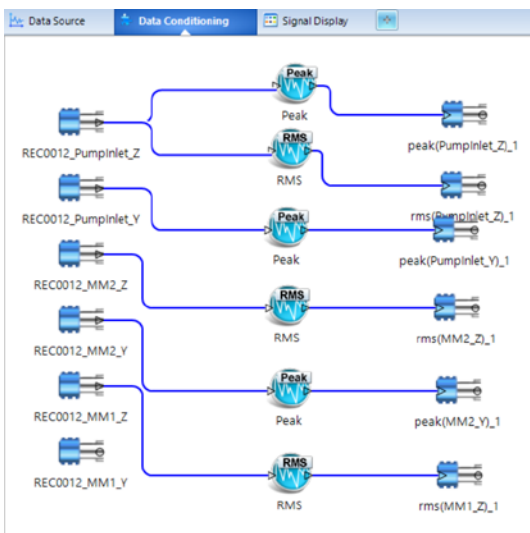 Data Source
Data Conditioning
Signal Display
Peak
Peak
peak(PumpInlet_Z)_1
REC0012_PumpInlet_Z
RMS
RMS
rms(PumpInlet_Z)_1
REC0012_PumpInlet_Y
Peak
Peak
peak(PumpInlet_Y)_1
REC0012_MM2_Z
RMS
RMS
rms(MM2_Z)_1
REC0012_MM2_Y
Peak
Peak
peak(MM2_Y)_1
REC0012_MM1_Z
REC0012_MM1_Y
RMS
RMS
rms(MM1_Z)_1